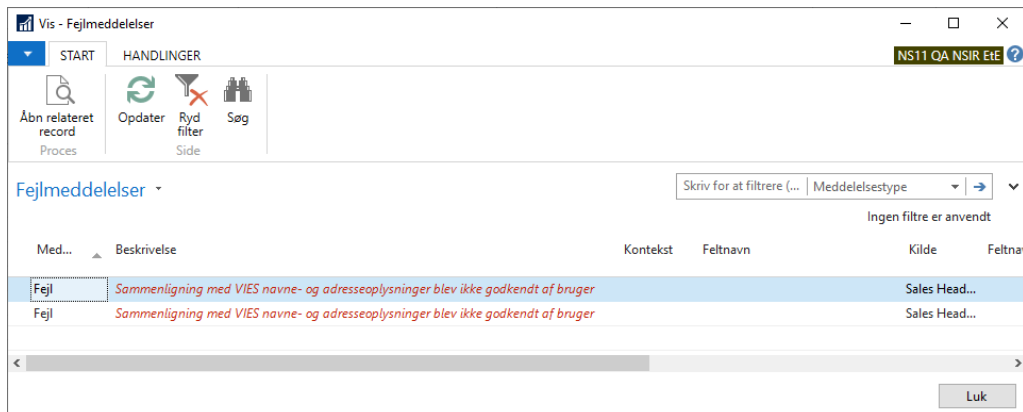 Vis - Fejlmeddelelser
START HANDLINGER NS11 QA NSIR EtE ?
Åbn relateret record Opdater Ryd filter Søg
Proces Side
Fejlmeddelelser Skriv for at filtrere (... Meddelelsestype
Ingen filtre er anvendt
Med... Beskrivelse Kontekst Feltnavn Kilde Feltna
Fejl Sammenligning med VIES navne- og adresseoplysninger blev ikke godkendt af bruger Sales Head...
Fejl Sammenligning med VIES navne- og adresseoplysninger blev ikke godkendt af bruger Sales Head...
Luk